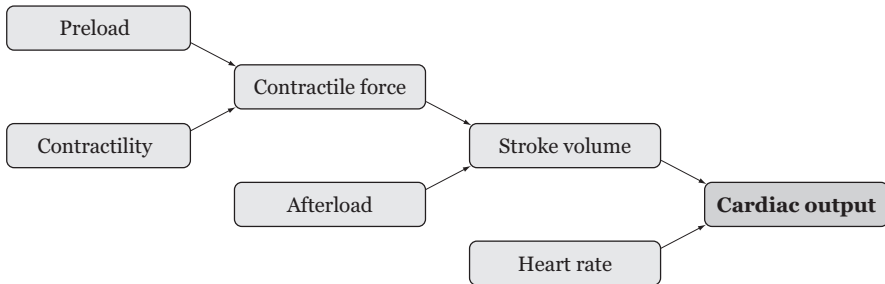 Preload
Contractile force
Contractility
Stroke volume
Afterload
Cardiac output
Heart rate